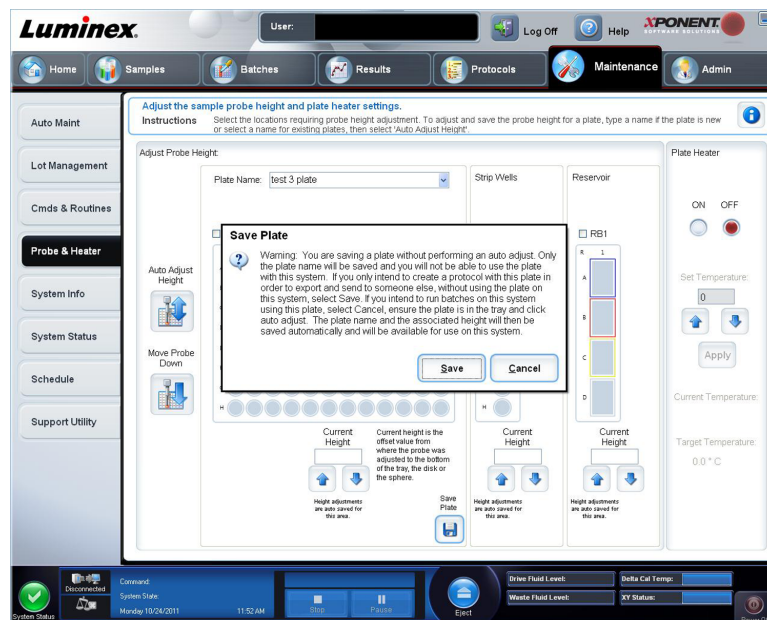 Luminex.
User:
Log Off
Help
XPONENT.
SOFTWARE SOLUTIONS
Home
Samples
Batches
Results
Protocols
Maintenance
Admin
Auto Maint
Lot Management
Cmds & Routines
Probe & Heater
System Info
System Status
Schedule
Support Utility
Adjust the sample probe height and plate heater settings.
Instructions
Select the locations requiring probe height adjustment. To adjust and save the probe height for a plate, type a name if the plate is new
or select a name for existing plates, then select 'Auto Adjust Height'.
Adjust Probe Height:
Plate Name: test 3 plate
Strip Wells
Reservoir
Plate Heater
ON OFF
RB1
R 1
A
B
C
D
Auto Adjust
Height
Move Probe
Down
Save Plate
Warning: You are saving a plate without performing an auto adjust. Only
the plate name will be saved and you will not be able to use the plate
with this system. If you only intend to create a protocol with this plate in
order to export and send to someone else, without using the plate on
this system, select Save. If you intend to run batches on this system
using this plate, select Cancel, ensure the plate is in the tray and click
auto adjust. The plate name and the associated height will then be
saved automatically and will be available for use on this system.
Save
Cancel
H
H
Set Temperature:
0
Apply
Current Temperature:
Target Temperature:
0.0 ° C
Current
Height
Current height is the
offset value from
where the probe was
adjusted to the bottom
of the tray, the disk or
the sphere.
Height adjustments
are auto saved for
this area.
Save
Plate
Current
Height
Height adjustments
are auto saved for
this area.
Current
Height
Height adjustments
are auto saved for
this area.
System Status
Disconnected
Command:
System State:
Monday 10/24/2011
11:52 AM
Stop
Pause
Eject
Drive Fluid Level:
Waste Fluid Level:
Delta Cal Temp:
XY Status: